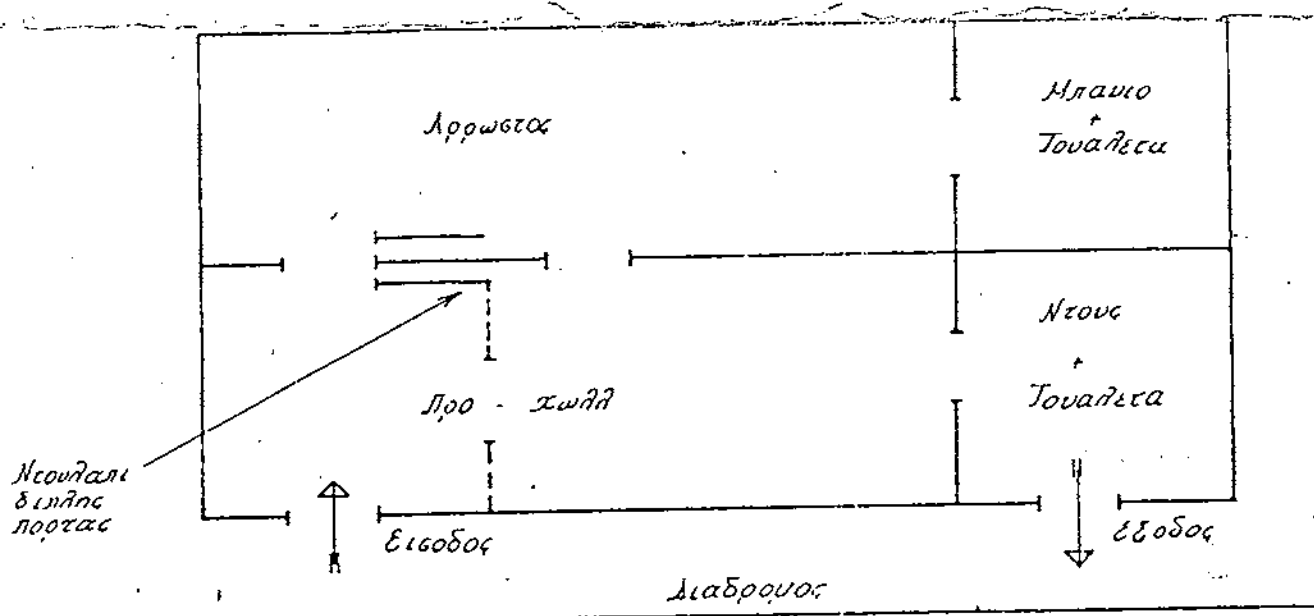 Αρρωστος
Μπανιο
+
Τουαλετα
Ντους
+
Τουαλετα
Προ - χωλλ
Ντουλαπι
διπλης
πορτας
Εισοδος
Εξοδος
Διαδρομος